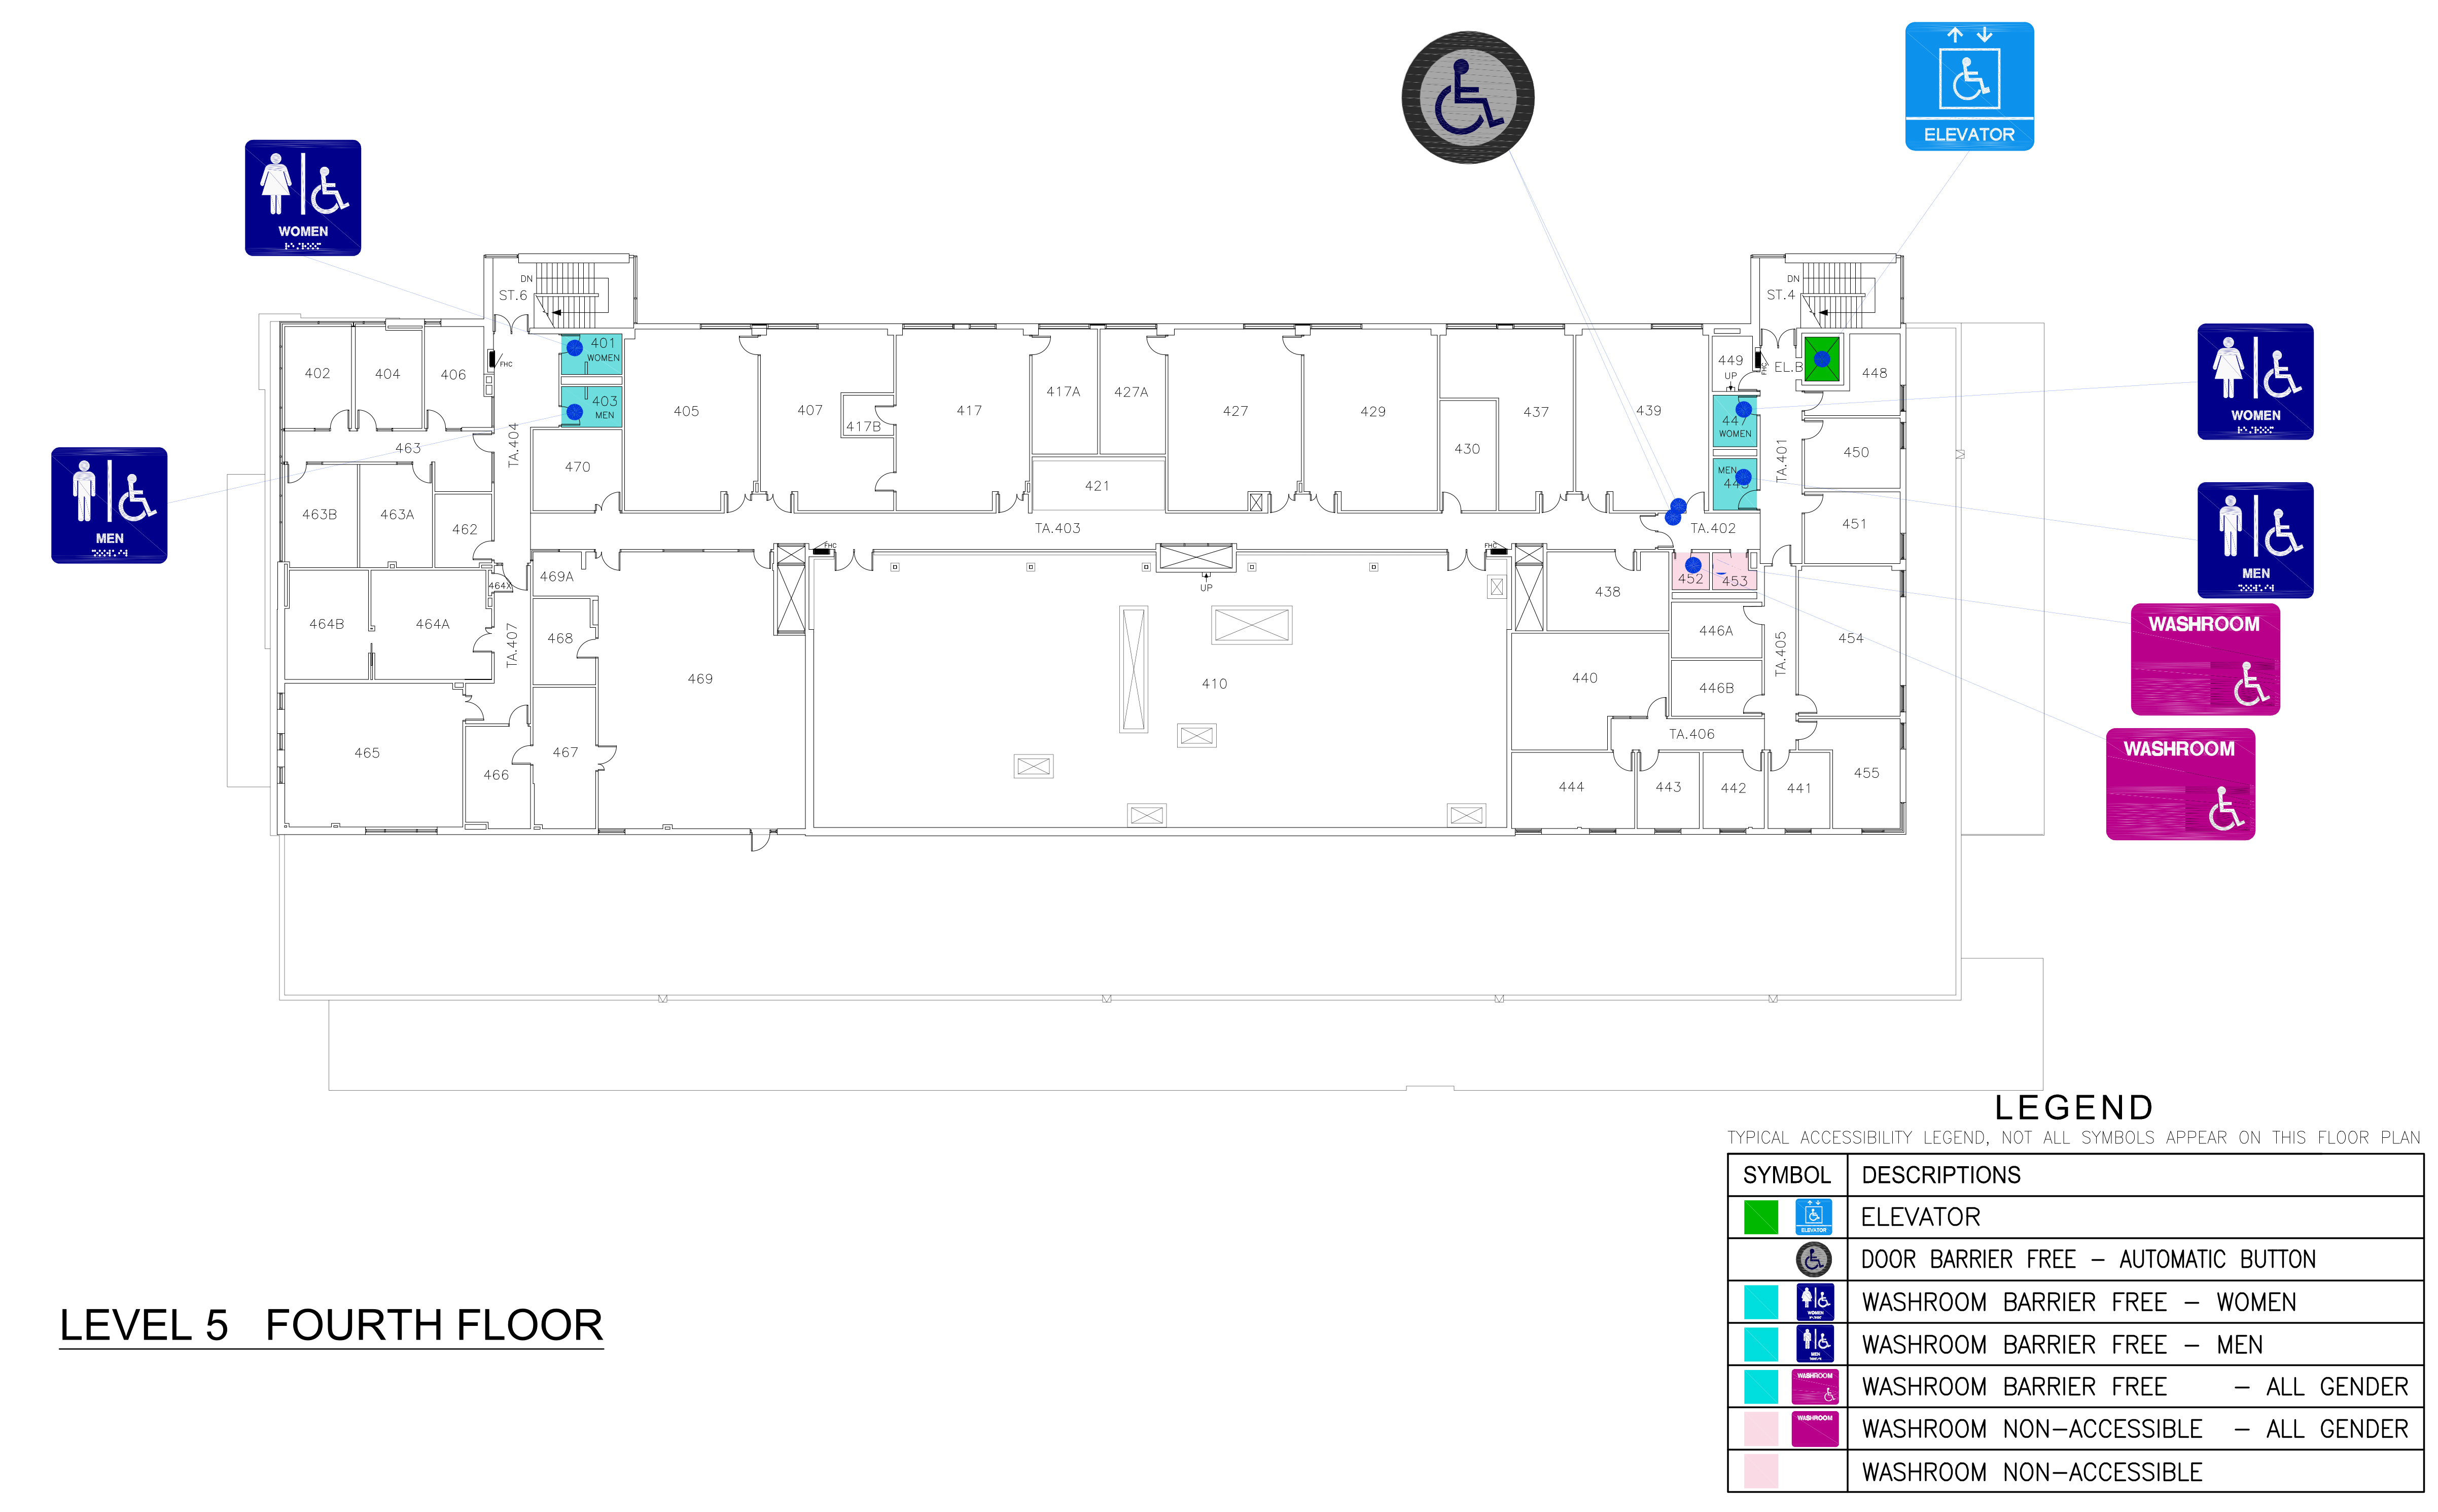 ELEVATOR
WOMEN
DN
ST.6
DN
ST.4
401
WOMEN
FHC
402
404
406
403
MEN
405
407
417B
417
417A
427A
427
429
430
437
439
449
UP
FHC
EL.B
448
447
WOMEN
WOMEN
MEN
TA.401
450
451
MEN
463
TA.404
470
421
463B
463A
462
TA.403
TA.402
FHC
FHC
469A
464X
UP
438
452
453
464B
464A
TA.407
468
469
410
446A
446B
TA.405
454
440
TA.406
WASHROOM
WASHROOM
465
466
467
444
443
442
441
455
MEN
LEGEND
TYPICAL ACCESSIBILITY LEGEND, NOT ALL SYMBOLS APPEAR ON THIS FLOOR PLAN
SYMBOL DESCRIPTIONS
ELEVATOR ELEVATOR
DOOR BARRIER FREE - AUTOMATIC BUTTON
WOMEN WASHROOM BARRIER FREE - WOMEN
MEN WASHROOM BARRIER FREE - MEN
WASHROOM WASHROOM BARRIER FREE - ALL GENDER
WASHROOM WASHROOM NON-ACCESSIBLE - ALL GENDER
WASHROOM NON-ACCESSIBLE
LEVEL 5 FOURTH FLOOR